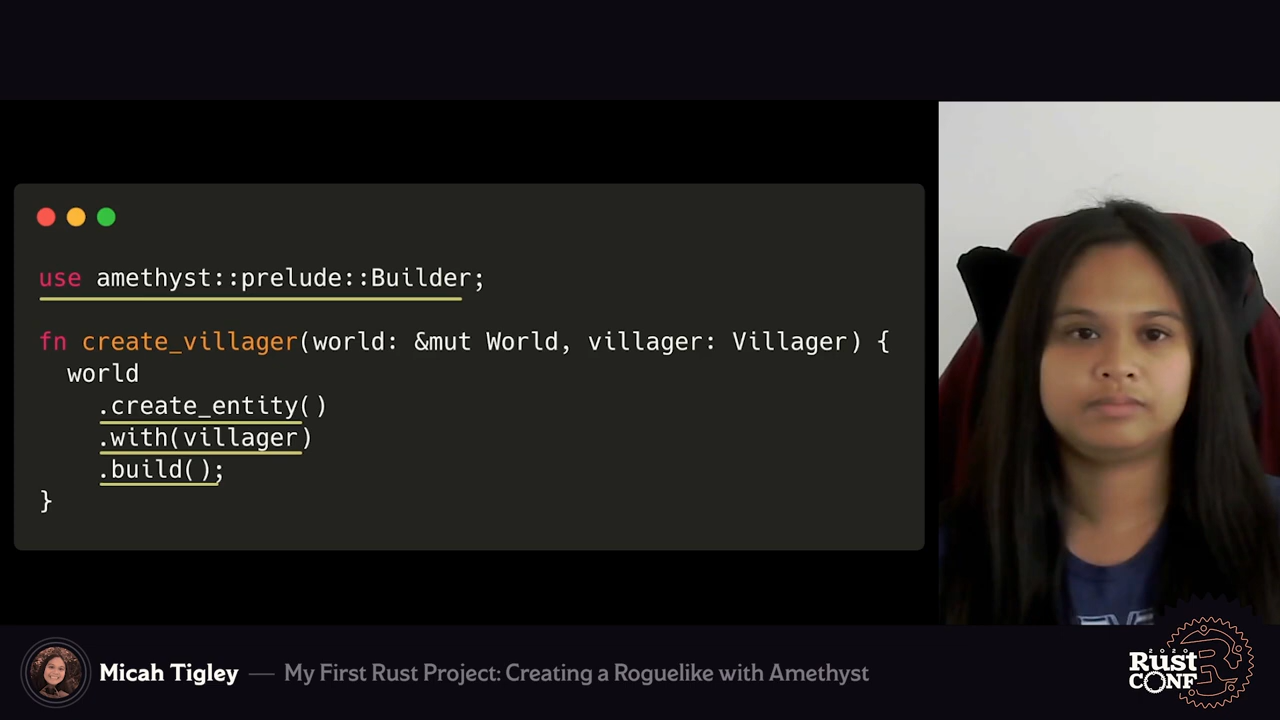 use amethyst::prelude::Builder;
fn create_villager(world: &mut World, villager: Villager) {
world
.create_entity()
.with(villager)
.build();
}
Micah Tigley — My First Rust Project: Creating a Roguelike with Amethyst
2020
Rust
CONF